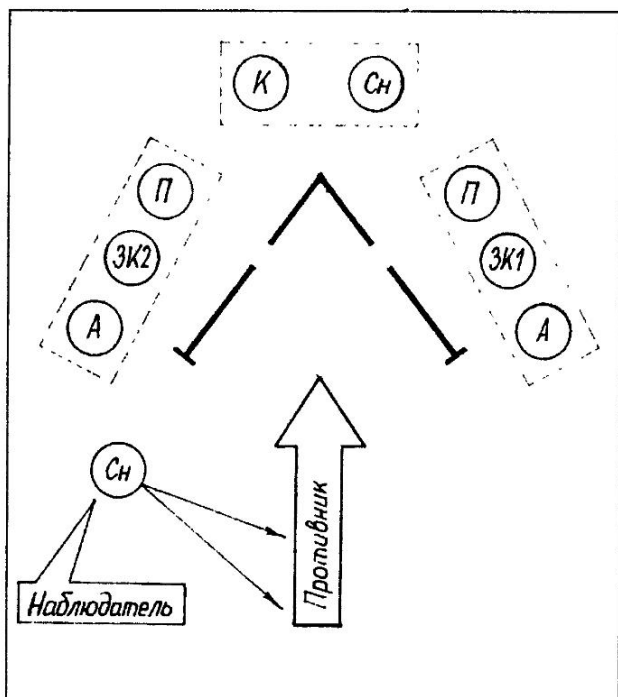 К Сн
П П
ЗК2 ЗК1
А А
Сн
Противник
Наблюдатель